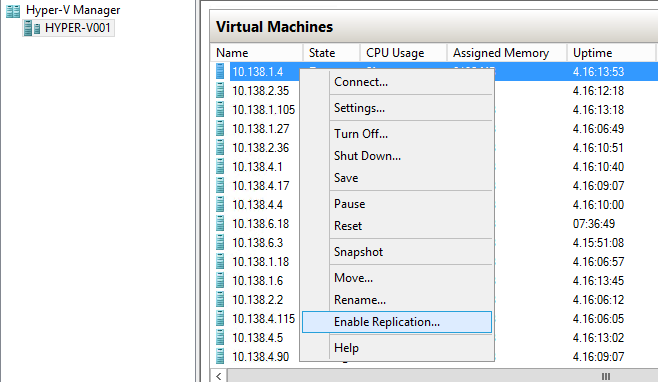 Hyper-V Manager
HYPER-V001
Virtual Machines
Name State CPU Usage Assigned Memory Uptime
10.138.1.4 4.16:13:53
Connect...
10.138.2.35 4.16:12:18
10.138.1.105 Settings... 4.16:13:18
10.138.1.27 Turn Off... 4.16:06:49
10.138.2.36 Shut Down... 4.16:10:51
10.138.4.1 4.16:10:40
Save
10.138.4.17 4.16:09:07
10.138.4.4 Pause 4.16:10:00
10.138.6.18 Reset 07:36:49
10.138.6.3 Snapshot 4.15:51:08
10.138.1.18 4.16:06:57
10.138.1.6 Move... 4.16:13:45
10.138.2.2 Rename... 4.16:06:12
10.138.4.115 Enable Replication... 4.16:06:05
10.138.4.5 Help 4.16:13:02
10.138.4.90 4.16:09:07